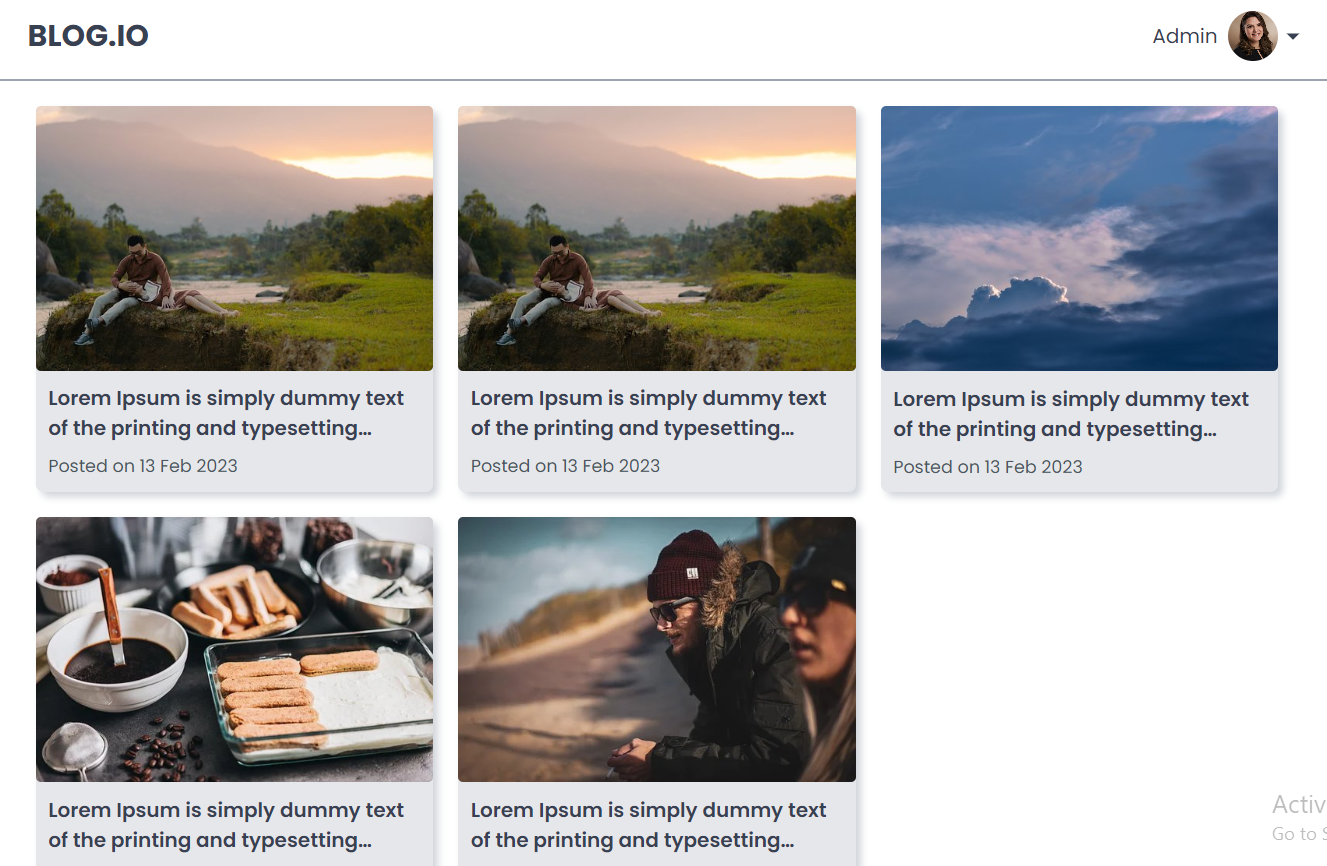 BLOG.IO
Admin
Lorem Ipsum is simply dummy text
of the printing and typesetting...
Posted on 13 Feb 2023
Lorem Ipsum is simply dummy text
of the printing and typesetting...
Posted on 13 Feb 2023
Lorem Ipsum is simply dummy text
of the printing and typesetting...
Posted on 13 Feb 2023
Lorem Ipsum is simply dummy text
of the printing and typesetting...
Lorem Ipsum is simply dummy text
of the printing and typesetting...
Activ
Go to S